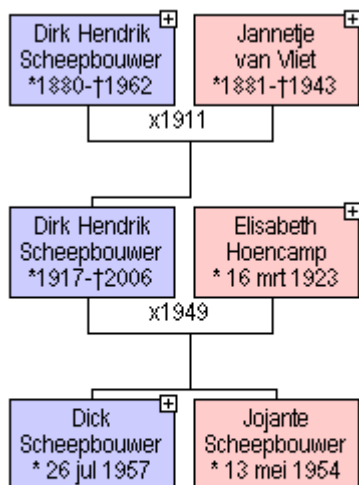 Dirk Hendrik
Scheepbouwer
*1880-†1962
Jannetje
van Vliet
*1881-†1943
x1911
Dirk Hendrik
Scheepbouwer
*1917-†2006
Elisabeth
Hoencamp
* 16 mrt 1923
x1949
Dick
Scheepbouwer
* 26 jul 1957
Jojante
Scheepbouwer
* 13 mei 1954